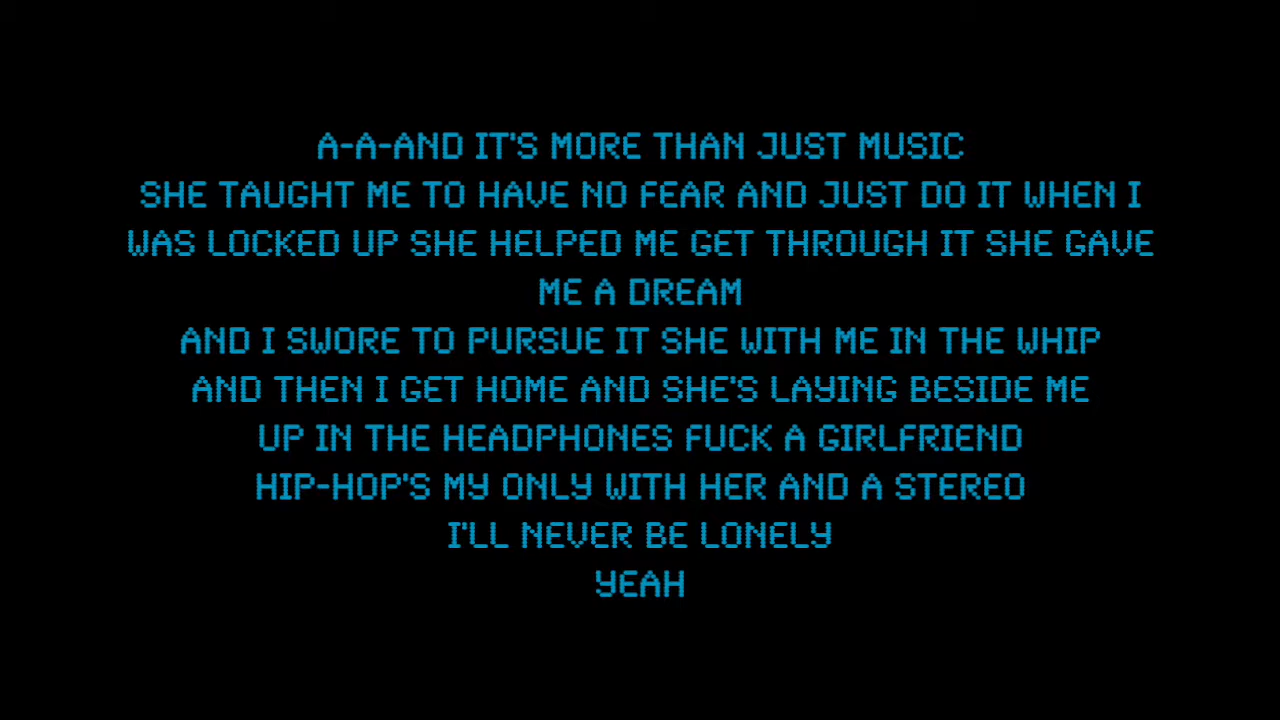 A-A-AND IT'S MORE THAN JUST MUSIC
SHE TAUGHT ME TO HAVE NO FEAR AND JUST DO IT WHEN I
WAS LOCKED UP SHE HELPED ME GET THROUGH IT SHE GAVE
ME A DREAM
AND I SWORE TO PURSUE IT SHE WITH ME IN THE WHIP
AND THEN I GET HOME AND SHE'S LAYING BESIDE ME
UP IN THE HEADPHONES FUCK A GIRLFRIEND
HIP-HOP'S MY ONLY WITH HER AND A STEREO
I'LL NEVER BE LONELY
YEAH